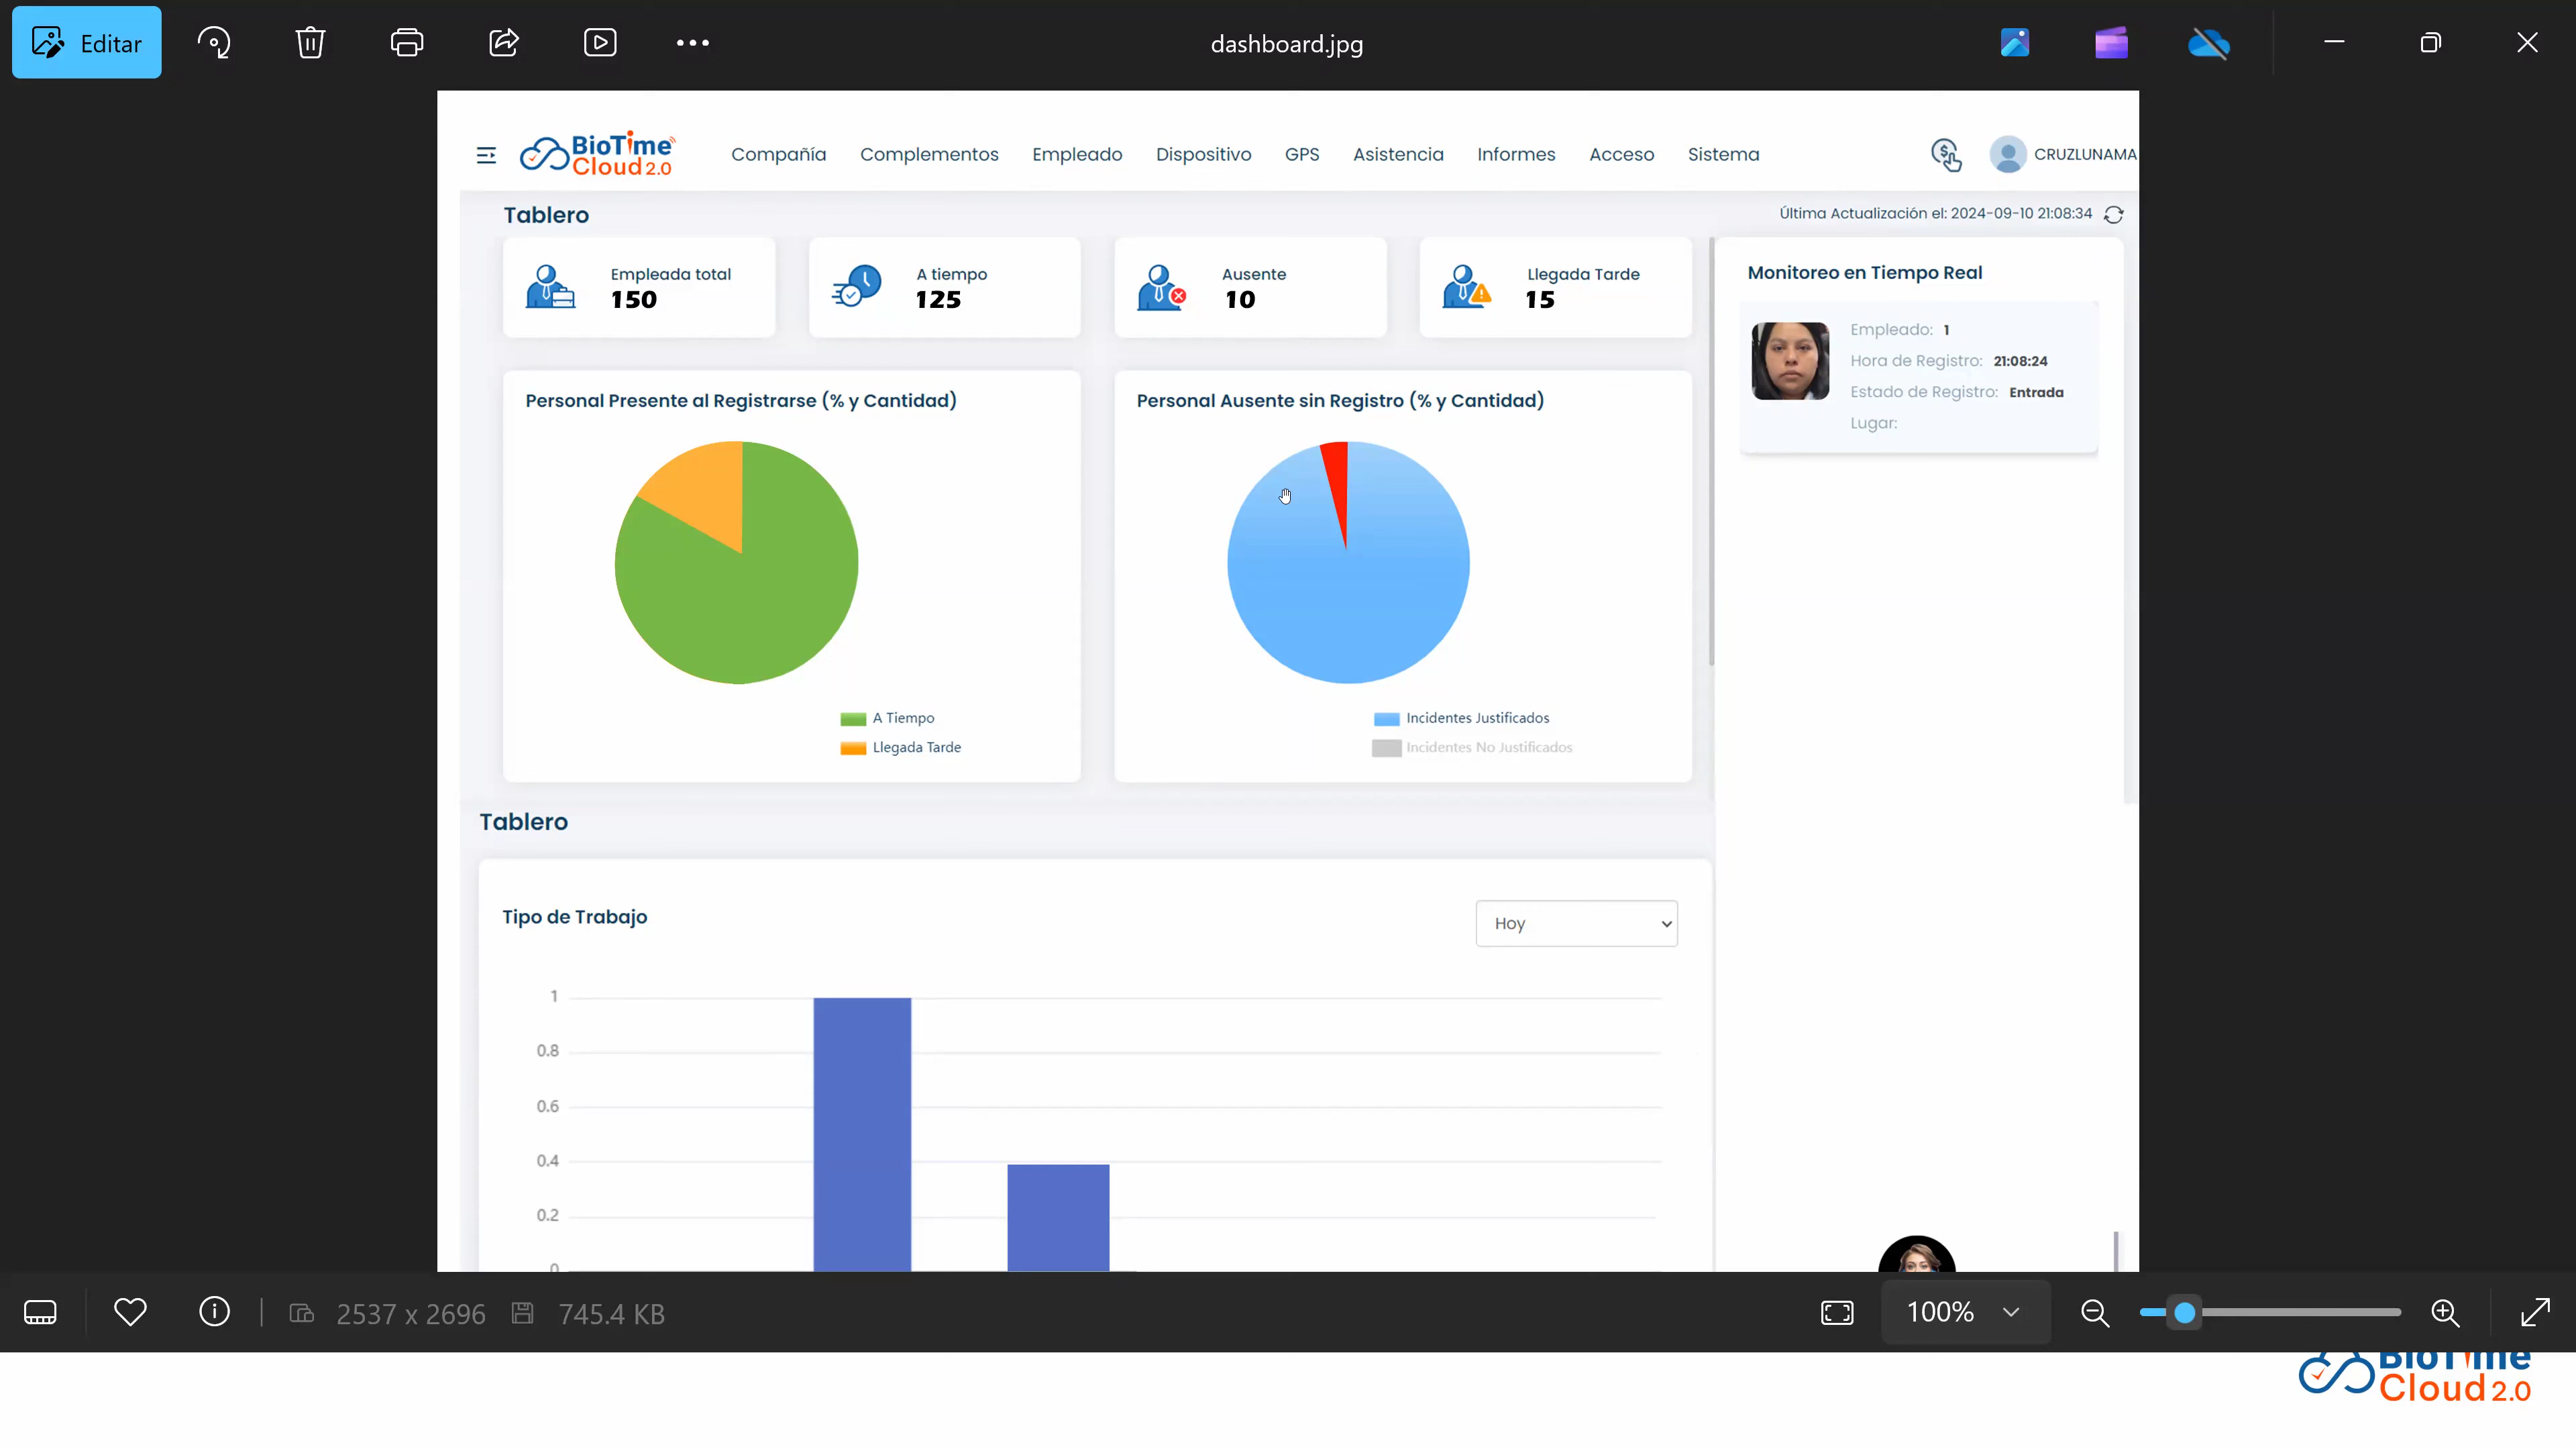 Editar
dashboard.jpg
BioTime
Cloud 2.0
Compañía
Complementos
Empleado
Dispositivo
GPS
Asistencia
Informes
Acceso
Sistema
CRUZLUNAMA
Tablero
Última Actualización el: 2024-09-10 21:08:34
Empleada total
150
A tiempo
125
Ausente
10
Llegada Tarde
15
Monitoreo en Tiempo Real
Empleado: 1
Hora de Registro: 21:08:24
Estado de Registro: Entrada
Lugar:
Personal Presente al Registrarse (% y Cantidad)
A Tiempo
Llegada Tarde
Personal Ausente sin Registro (% y Cantidad)
Incidentes Justificados
Incidentes No Justificados
Tablero
Tipo de Trabajo
Hoy
1
0.8
0.6
0.4
0.2
0
2537 x 2696
745.4 KB
100%
BioTime
Cloud 2.0